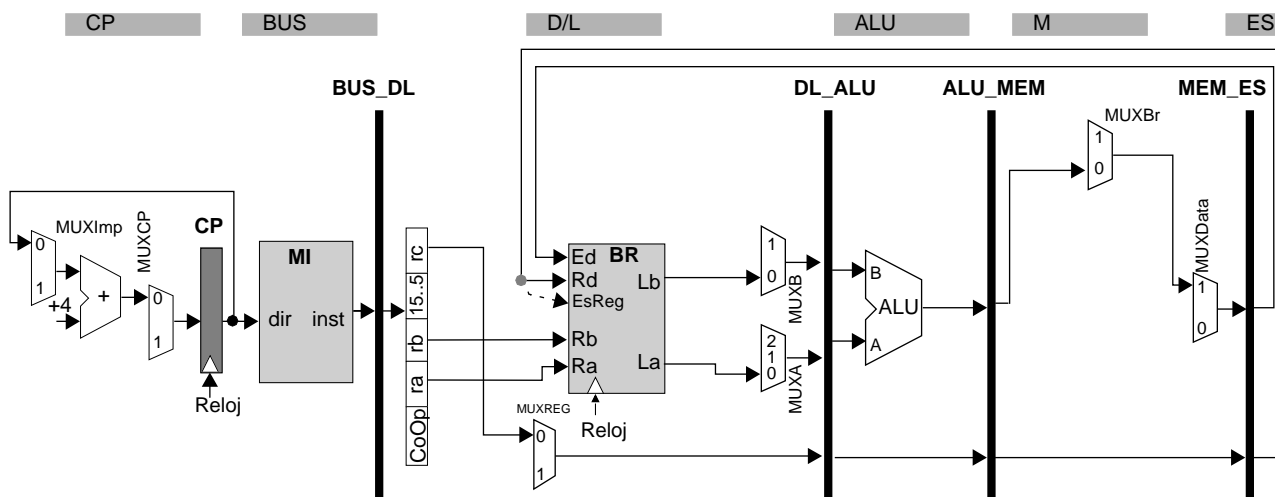 CP BUS D/L ALU M ES
BUS_DL DL_ALU ALU_MEM MEM_ES
MUXBr
1
0
MUXImp
MUXCP
CP
0
1
+4
+
0
1
Reloj
MI
dir inst
rc
15..5
rb
ra
CoOp
BR
Ed
Rd
EsReg
Rb
Ra
Lb
La
Reloj
MUXREG
0
1
1
0
MUXB
2
1
0
MUXA
B
ALU
A
MUXData
1
0